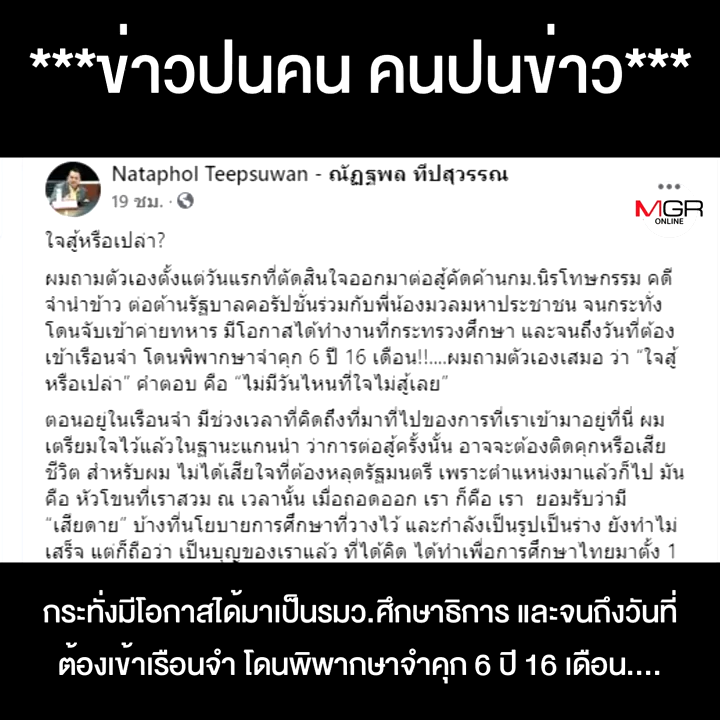 ***ข่าวปนคน คนปนข่าว***
Nataphol Teepsuwan - ณัฏฐพล ทีปสุวรรณ
19 ชม. ·
MGR
ONLINE
ใจสู้หรือเปล่า?
ผมถามตัวเองตั้งแต่วันแรกที่ตัดสินใจออกมาต่อสู้คัดค้านกม.นิรโทษกรรม คดี
จำนำข้าว ต่อต้านรัฐบาลคอรัปชั่นร่วมกับพี่น้องมวลมหาประชาชน จนกระทั่ง
โดนจับเข้าค่ายทหาร มีโอกาสได้ทำงานที่กระทรวงศึกษา และจนถึงวันที่ต้อง
เข้าเรือนจำ โดนพิพากษาจำคุก 6 ปี 16 เดือน!!....ผมถามตัวเองเสมอ ว่า “ใจสู้
หรือเปล่า” คำตอบ คือ “ไม่มีวันไหนที่ใจไม่สู้เลย”
ตอนอยู่ในเรือนจำ มีช่วงเวลาที่คิดถึงที่มาที่ไปของการที่เราเข้ามาอยู่ที่นี่ ผม
เตรียมใจไว้แล้วในฐานะแกนนำ ว่าการต่อสู้ครั้งนั้น อาจจะต้องติดคุกหรือเสีย
ชีวิต สำหรับผม ไม่ได้เสียใจที่ต้องหลุดรัฐมนตรี เพราะตำแหน่งมาแล้วก็ไป มัน
คือ หัวโขนที่เราสวม ณ เวลานั้น เมื่อถอดออก เรา ก็คือ เรา ยอมรับว่ามี
“เสียดาย” บ้างที่นโยบายการศึกษาที่วางไว้ และกำลังเป็นรูปเป็นร่าง ยังทำไม่
เสร็จ แต่ก็ถือว่า เป็นบุญของเราแล้ว ที่ได้คิด ได้ทำเพื่อการศึกษาไทยมาตั้ง 1
กระทั่งมีโอกาสได้มาเป็นรมว.ศึกษาธิการ และจนถึงวันที่
ต้องเข้าเรือนจำ โดนพิพากษาจำคุก 6 ปี 16 เดือน....